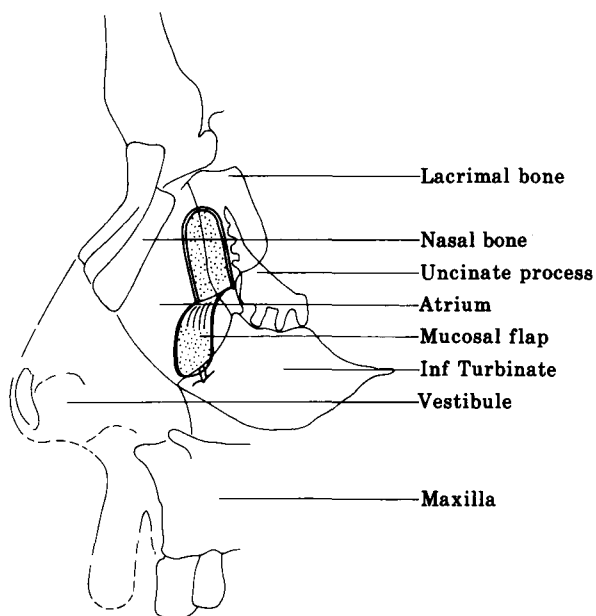 Lacrimal bone
Nasal bone
Uncinate process
Atrium
Mucosal flap
Inf Turbinate
Vestibule
Maxilla